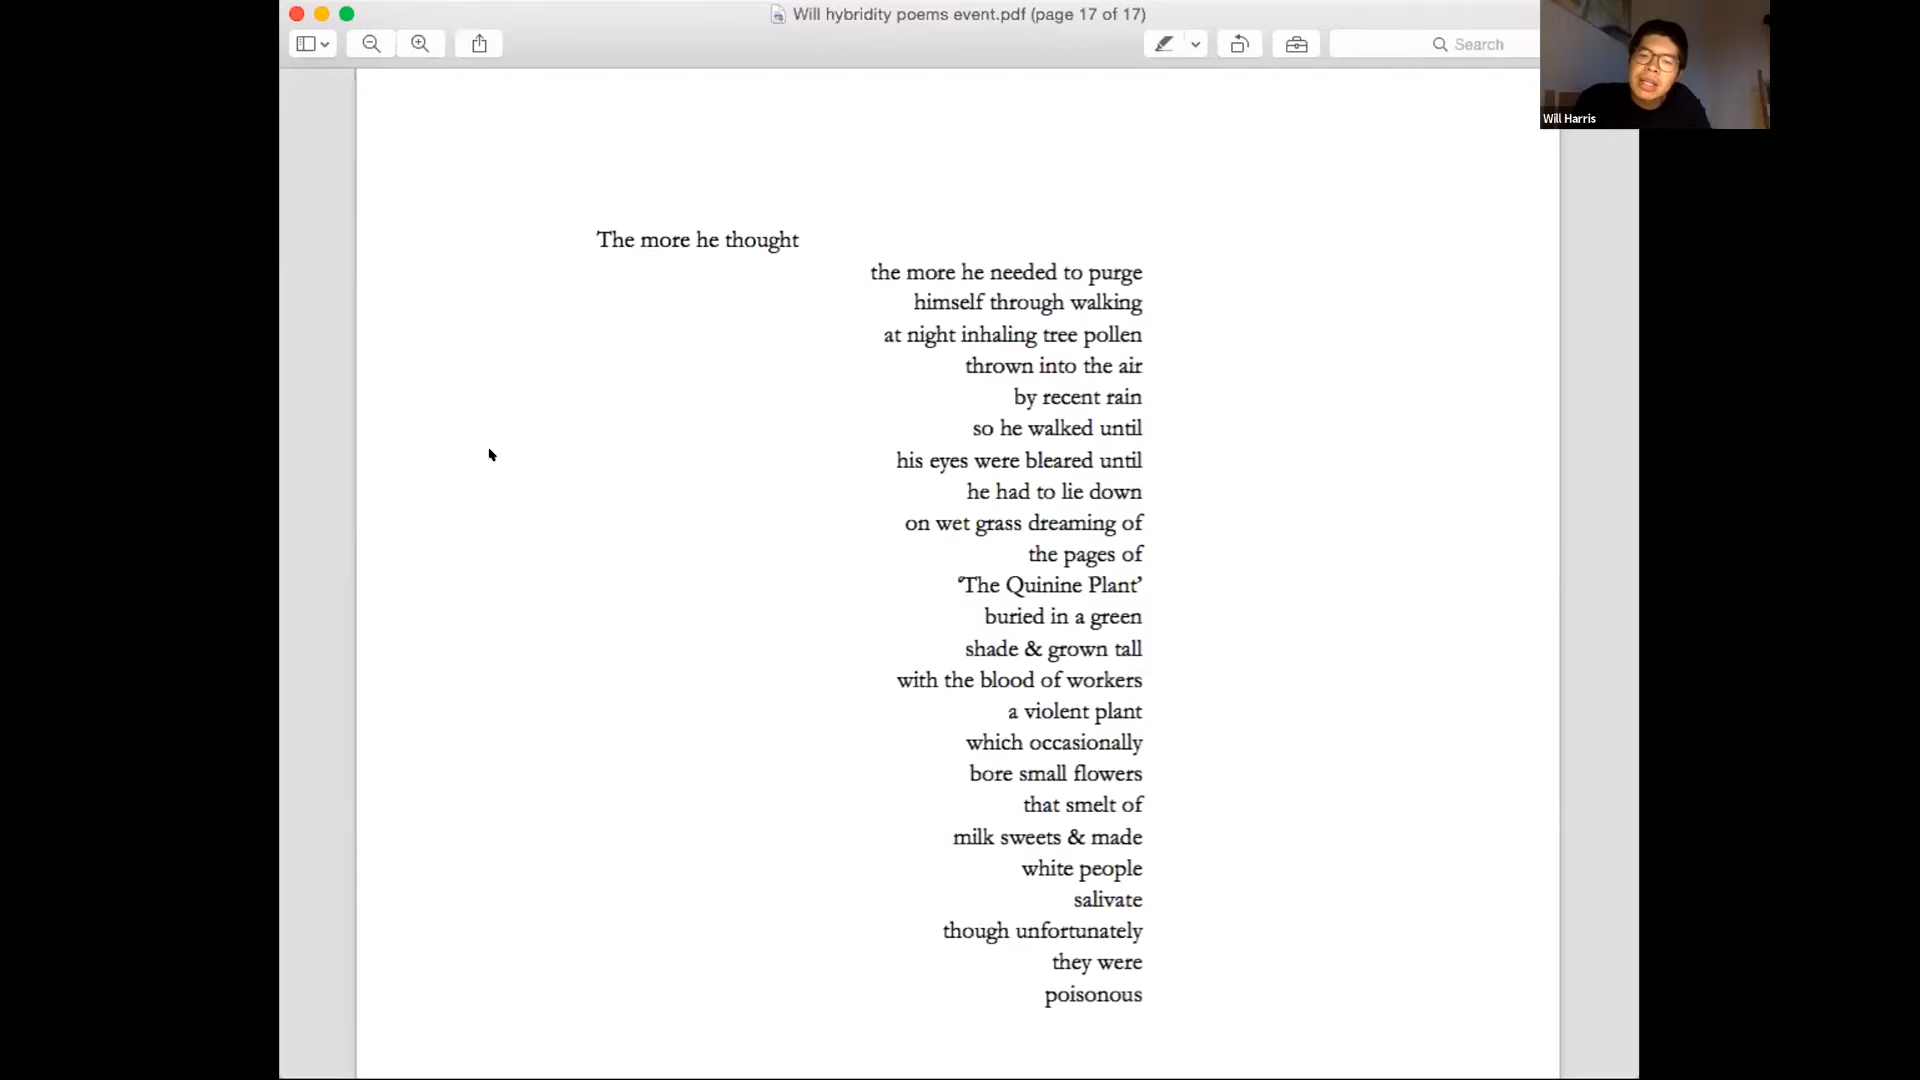 Will hybridity poems event.pdf (page 17 of 17)
Search
Will Harris
The more he thought
the more he needed to purge
himself through walking
at night inhaling tree pollen
thrown into the air
by recent rain
so he walked until
his eyes were bleared until
he had to lie down
on wet grass dreaming of
the pages of
‘The Quinine Plant’
buried in a green
shade & grown tall
with the blood of workers
a violent plant
which occasionally
bore small flowers
that smelt of
milk sweets & made
white people
salivate
though unfortunately
they were
poisonous